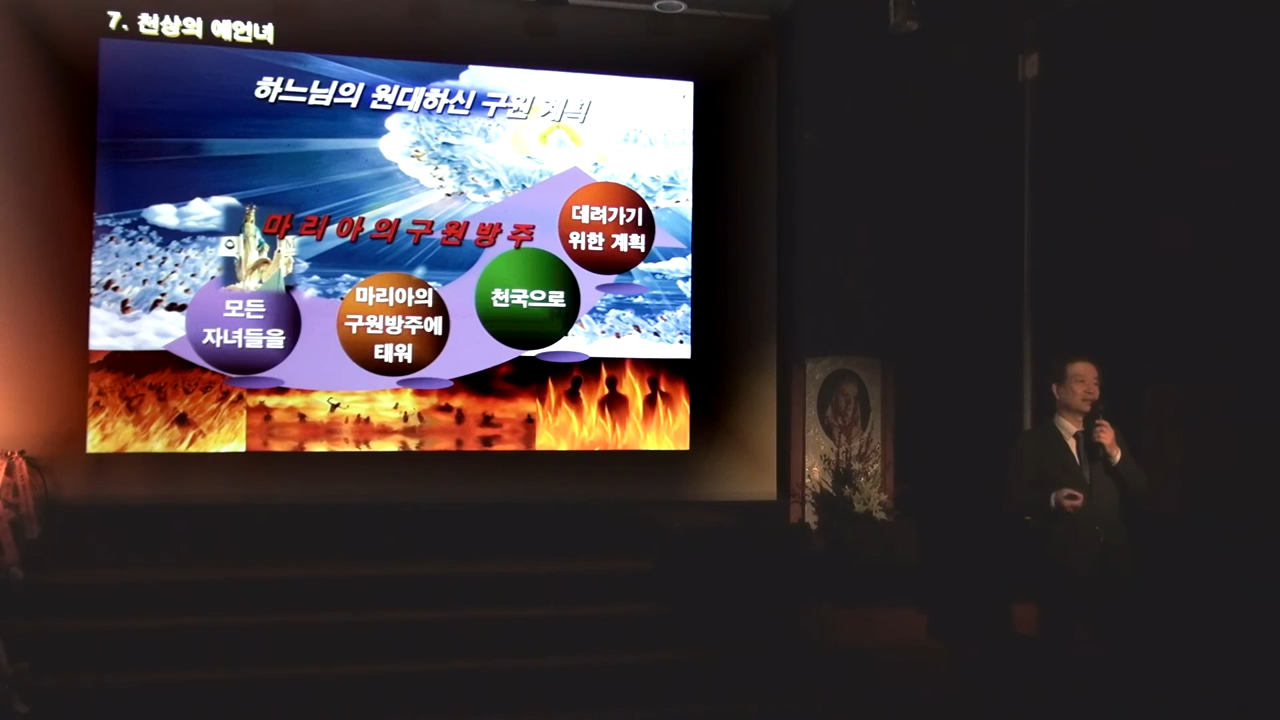 7. 천상의 예언녀
하느님의 원대하신 구원 계획
마리아의구원방주
데려가기
위한 계획
천국으로
마리아의
구원방주에
태워
모든
자녀들을